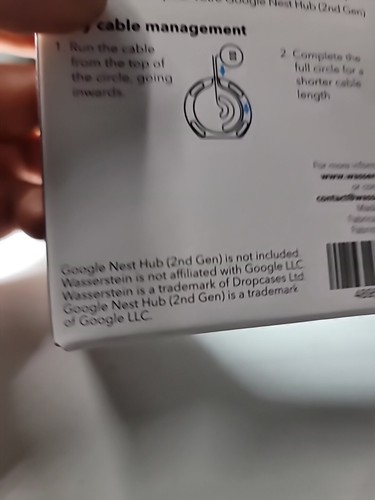 Google Nest Hub (2nd Gen)
cable management
1. Run the cable
from the top of
the circle, going
inwards.
2. Complete the
full circle for a
shorter cable
length
For more
www.wasser
or
contact@wass
Google Nest Hub (2nd Gen) is not included.
Wasserstein is not affiliated with Google LLC.
Wasserstein is a trademark of Dropcases Ltd.
Google Nest Hub (2nd Gen) is a trademark
of Google LLC.